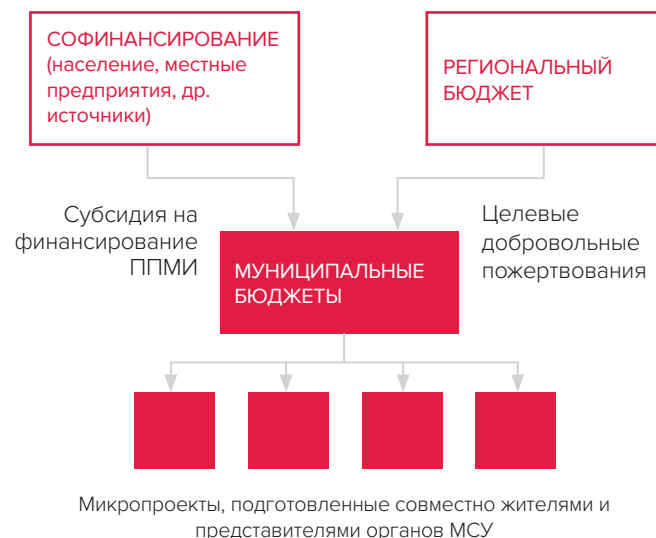 СОФИНАНСИРОВАНИЕ
(население, местные
предприятия, др.
источники)
РЕГИОНАЛЬНЫЙ
БЮДЖЕТ
Субсидия на
финансирование
ППМИ
Целевые
добровольные
пожертвования
МУНИЦИПАЛЬНЫЕ
БЮДЖЕТЫ
Микропроекты, подготовленные совместно жителями и
представителями органов МСУ